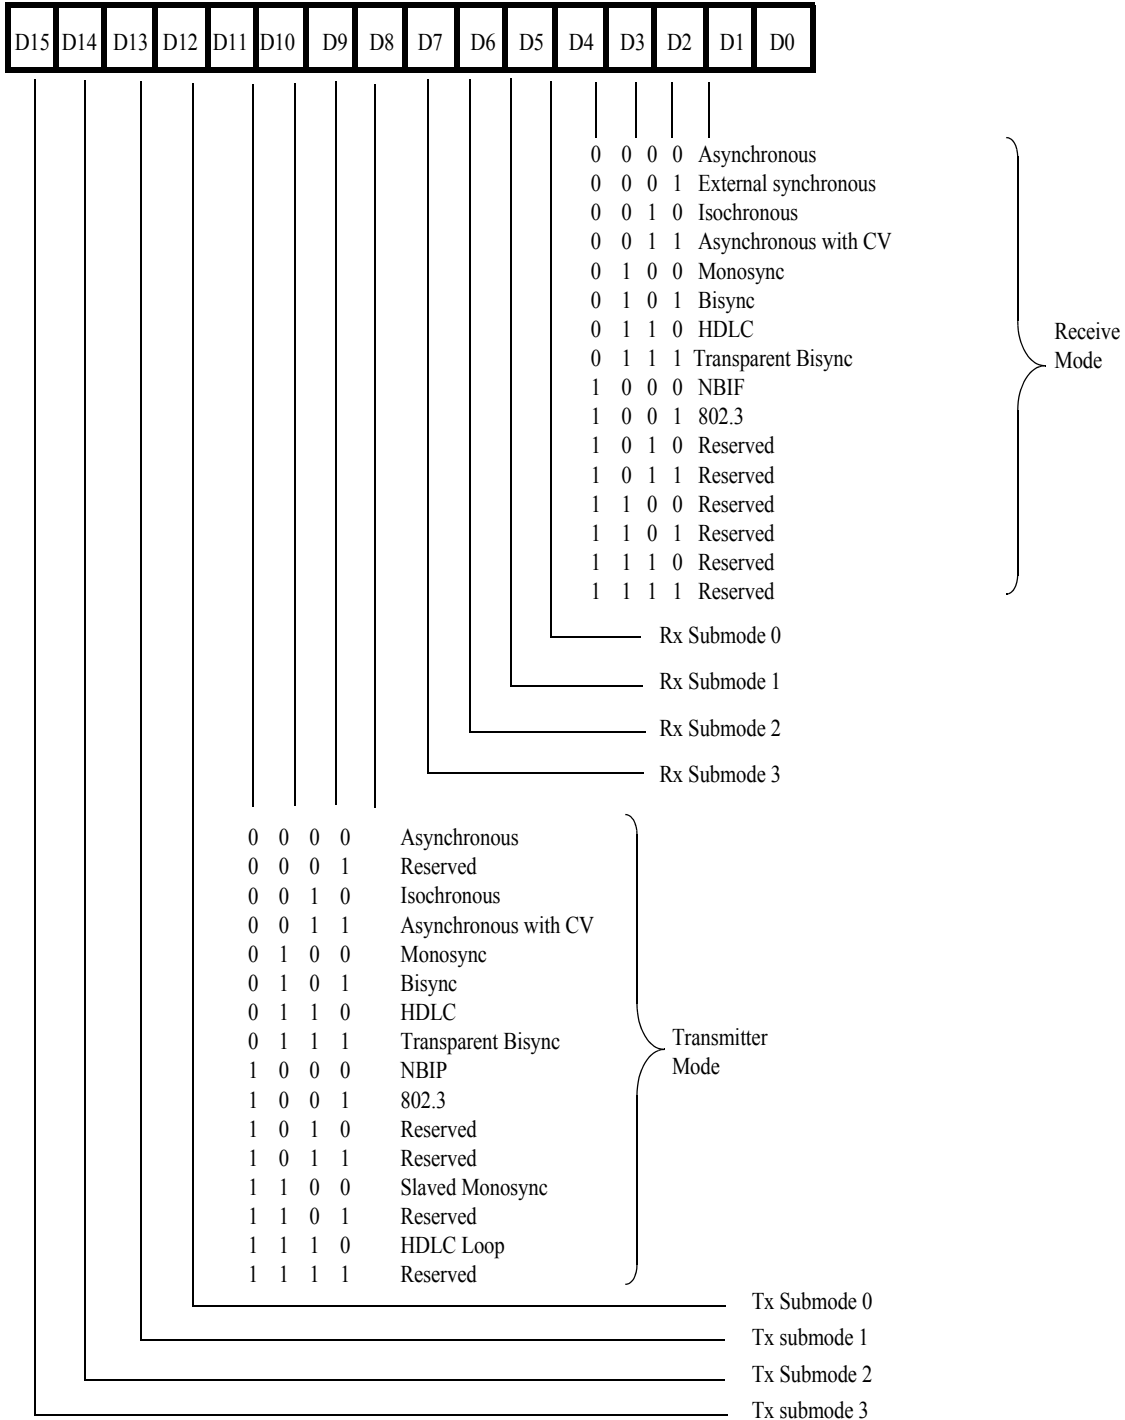 D15 D14 D13 D12 D11 D10 D9 D8 D7 D6 D5 D4 D3 D2 D1 D0
0 0 0 0 Asynchronous
0 0 0 1 External synchronous
0 0 1 0 Isochronous
0 0 1 1 Asynchronous with CV
0 1 0 0 Monosync
0 1 0 1 Bisync
0 1 1 0 HDLC
0 1 1 1 Transparent Bisync
1 0 0 0 NBIF
1 0 0 1 802.3
1 0 1 0 Reserved
1 0 1 1 Reserved
1 1 0 0 Reserved
1 1 0 1 Reserved
1 1 1 0 Reserved
1 1 1 1 Reserved
Receive
Mode
Rx Submode 0
Rx Submode 1
Rx Submode 2
Rx Submode 3
0 0 0 0 Asynchronous
0 0 0 1 Reserved
0 0 1 0 Isochronous
0 0 1 1 Asynchronous with CV
0 1 0 0 Monosync
0 1 0 1 Bisync
0 1 1 0 HDLC
0 1 1 1 Transparent Bisync
1 0 0 0 NBIP
1 0 0 1 802.3
1 0 1 0 Reserved
1 0 1 1 Reserved
1 1 0 0 Slaved Monosync
1 1 0 1 Reserved
1 1 1 0 HDLC Loop
1 1 1 1 Reserved
Transmitter
Mode
Tx Submode 0
Tx submode 1
Tx Submode 2
Tx submode 3